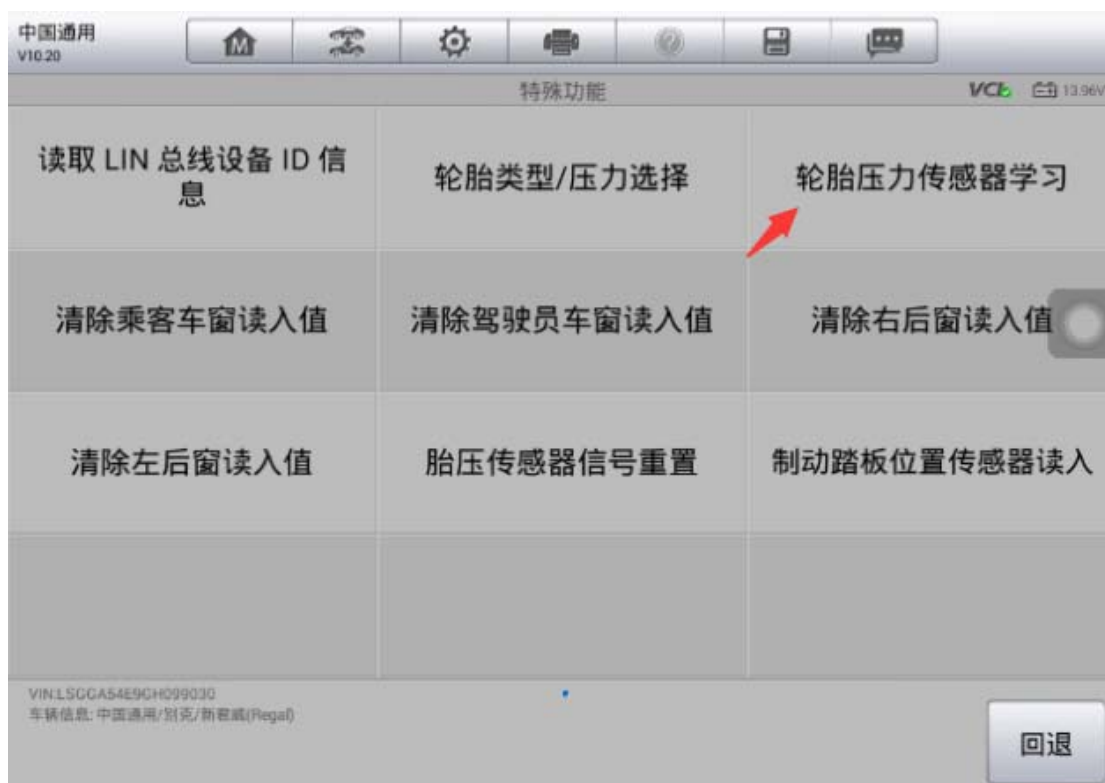 中国通用
V10.20
特殊功能
VCI
13.96V
读取 LIN 总线设备 ID 信
息
轮胎类型/压力选择
轮胎压力传感器学习
清除乘客车窗读入值
清除驾驶员车窗读入值
清除右后窗读入值
清除左后窗读入值
胎压传感器信号重置
制动踏板位置传感器读入
VIN:LSGGA54E9GH099030
车辆信息: 中国通用/别克/新君威(Regal)
回退